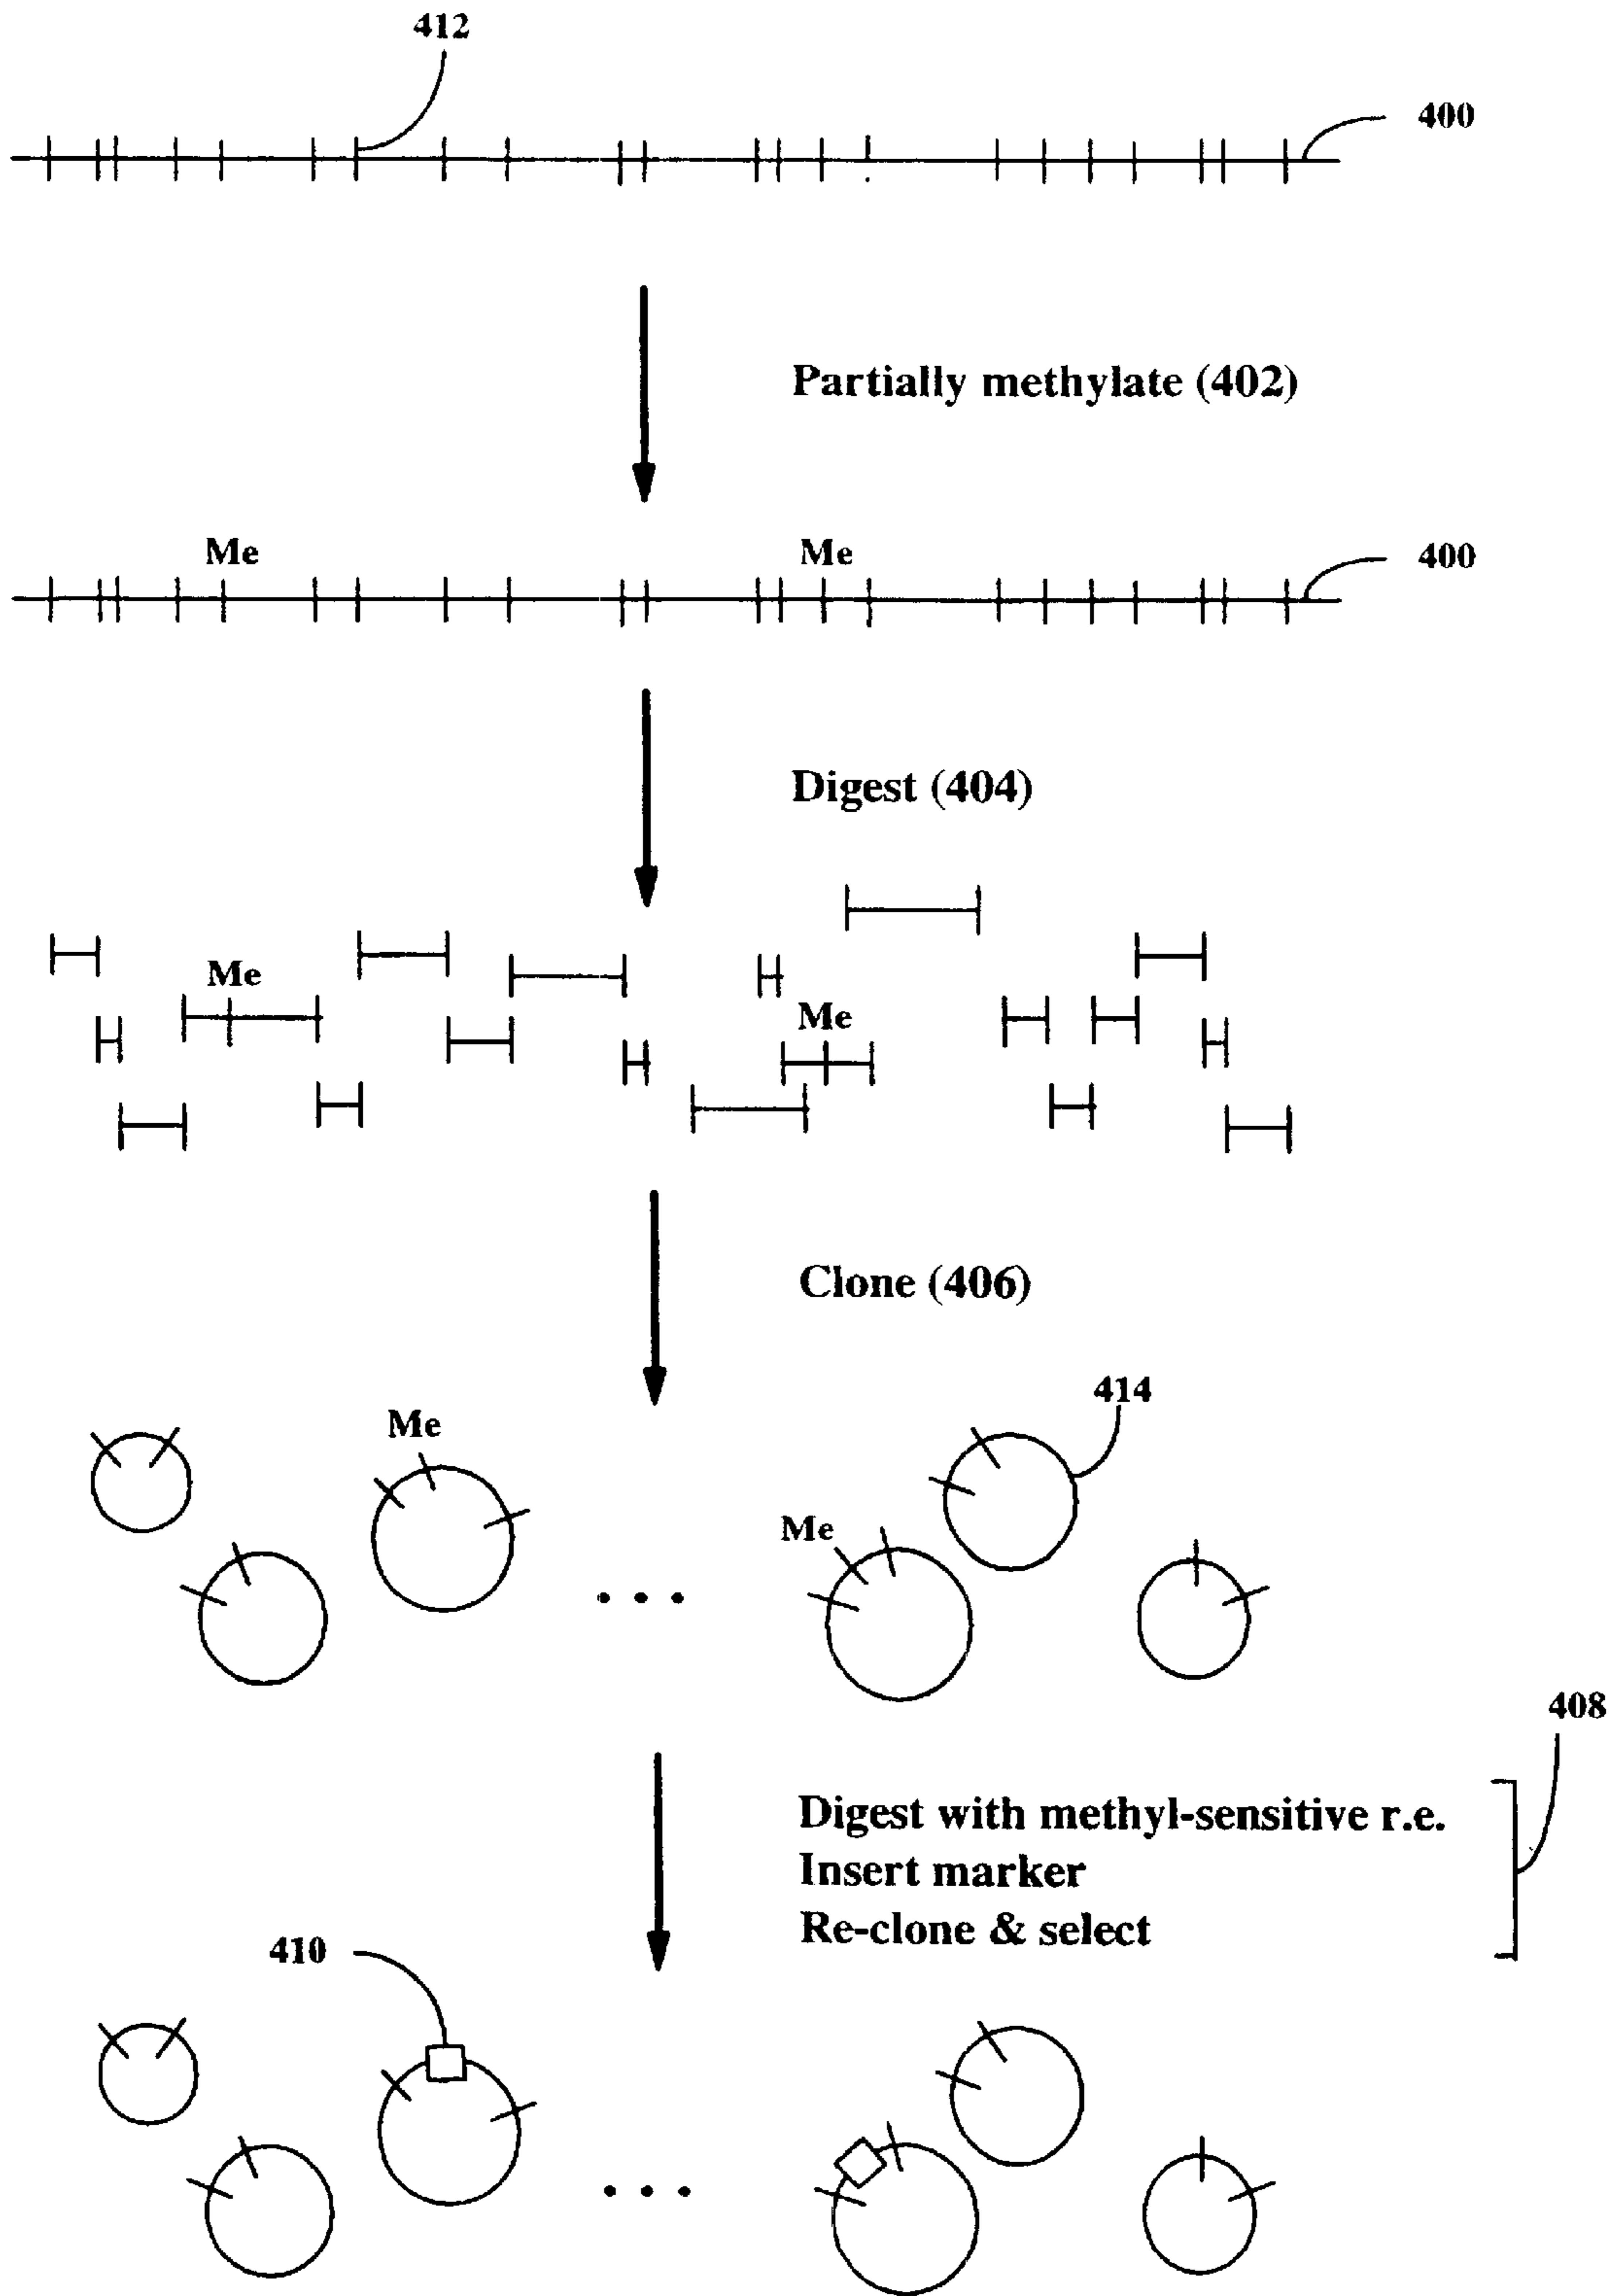 412
400
Partially methylate (402)
Me Me
400
Digest (404)
Me
Me
Clone (406)
414
Me
Me
408
Digest with methyl-sensitive r.e.
Insert marker
Re-clone & select
410